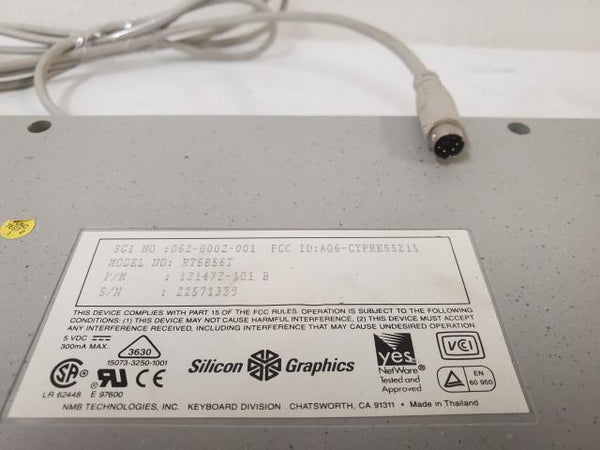 SGI NO :062-0002-001 FCC ID:AQ6-CYPRESSZ15
MODEL NO: RT6856T
P/N : 121472-101 B
S/N : 22571339
THIS DEVICE COMPLIES WITH PART 15 OF THE FCC RULES. OPERATION IS SUBJECT TO THE FOLLOWING
CONDITIONS: (1) THIS DEVICE MAY NOT CAUSE HARMFUL INTERFERENCE, (2) THIS DEVICE MUST ACCEPT
ANY INTERFERENCE RECEIVED, INCLUDING INTERFERENCE THAT MAY CAUSE UNDESIRED OPERATION.
5 VDC
300mA MAX.
3630
15073-3250-1001
LR 62448
E 97600
Silicon Graphics
yes
NetWare
Tested and
Approved
VCI
EN
60 950
NMB TECHNOLOGIES, INC. KEYBOARD DIVISION CHATSWORTH, CA 91311 • Made in Thailand